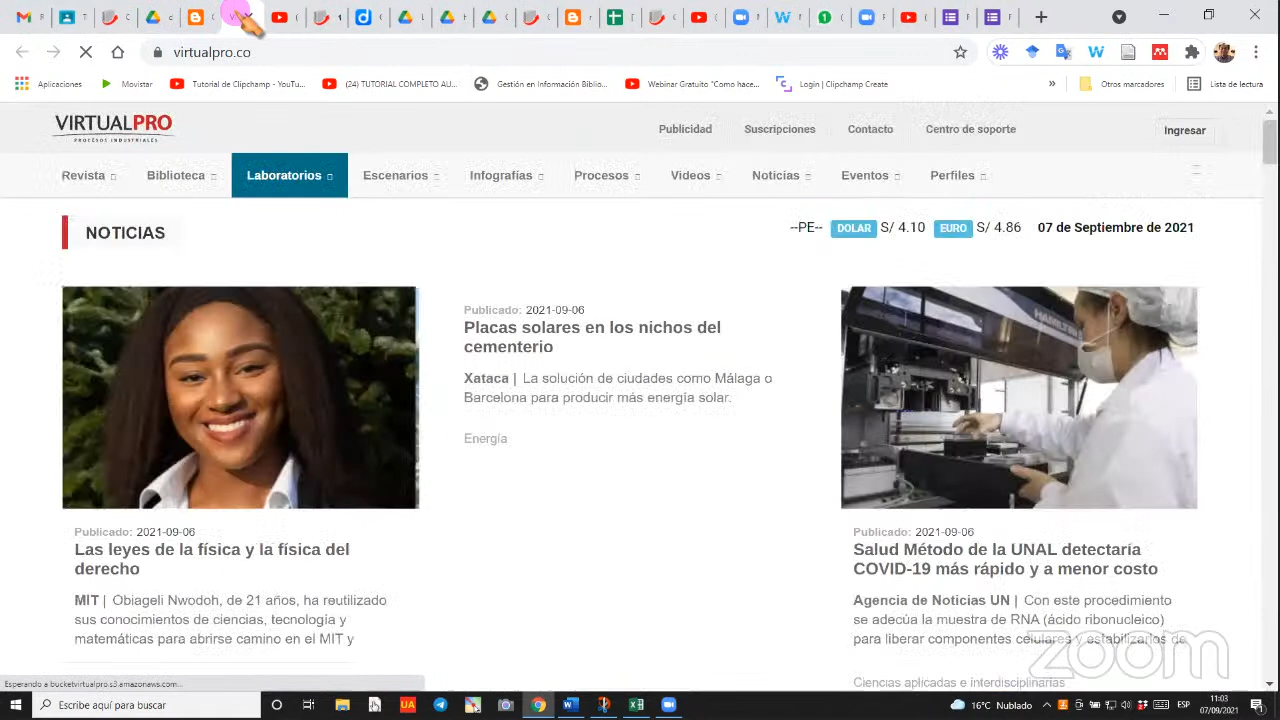 virtualpro.co
Aplicaciones
Movistar
Tutorial de Clipchamp - YouTu...
(24) TUTORIAL COMPLETO AU...
Gestión en Información Biblio...
Webinar Gratuito "Como hace...
Login | Clipchamp Create
»
Otros marcadores
Lista de lectura
VIRTUALPRO
PROCESOS INDUSTRIALES
Publicidad
Suscripciones
Contacto
Centro de soporte
Ingresar
Revista
Biblioteca
Laboratorios
Escenarios
Infografías
Procesos
Videos
Noticias
Eventos
Perfiles
NOTICIAS
--PE-- DOLAR S/ 4.10 EURO S/ 4.86 07 de Septiembre de 2021
Publicado: 2021-09-06
Las leyes de la física y la física del
derecho
MIT | Obiageli Nwodoh, de 21 años, ha reutilizado
sus conocimientos de ciencias, tecnología y
matemáticas para abrirse camino en el MIT y
Publicado: 2021-09-06
Placas solares en los nichos del
cementerio
Xataca | La solución de ciudades como Málaga o
Barcelona para producir más energía solar.
Energía
HAMILTON
Publicado: 2021-09-06
Salud Método de la UNAL detectaría
COVID-19 más rápido y a menor costo
Agencia de Noticias UN | Con este procedimiento
se adecúa la muestra de RNA (ácido ribonucleico)
para liberar componentes celulares y estabilizarlos de
Ciencias aplicadas e interdisciplinarias
zoom
Esperando a bucketvirtualpro.s3.amazonaws.com...
Escribe aquí para buscar
UA
16°C Nublado
ESP
11:03
07/09/2021